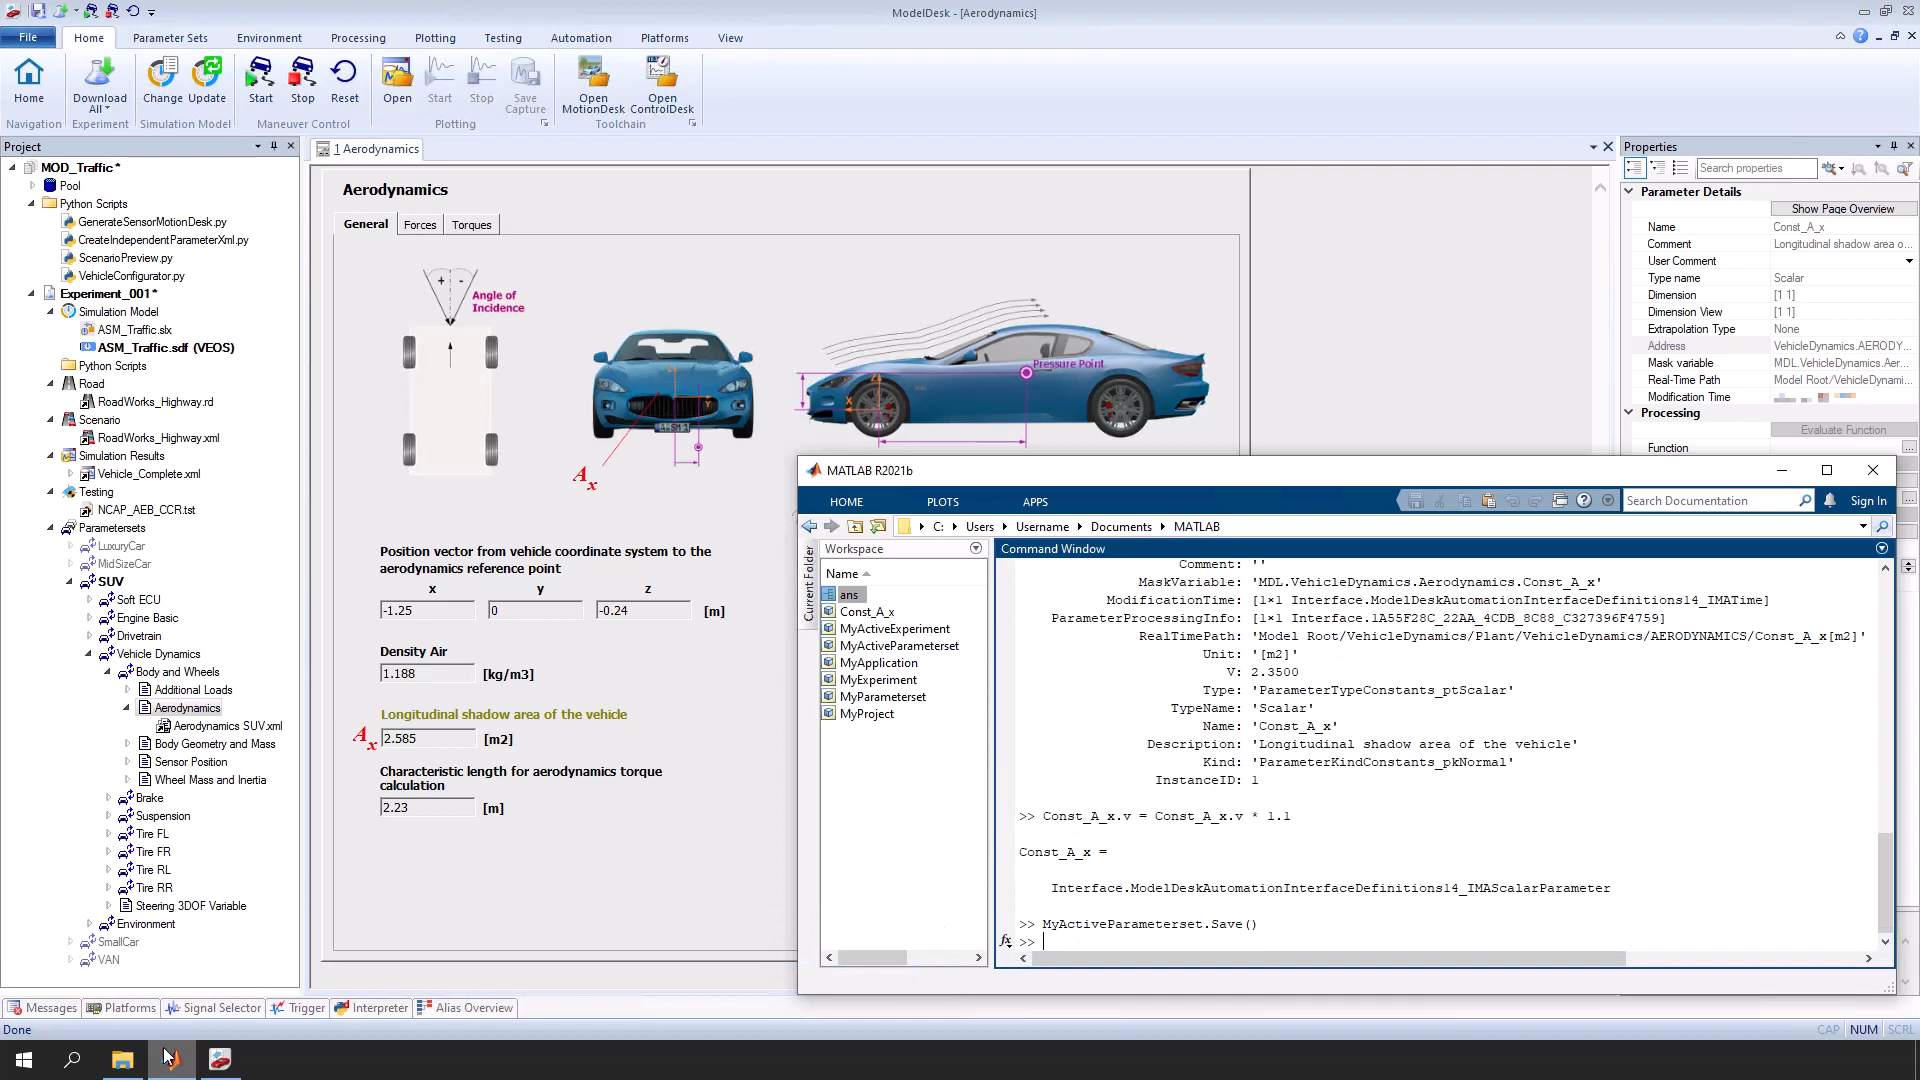 ModelDesk - [Aerodynamics]
File
Home
Parameter Sets
Environment
Processing
Plotting
Testing
Automation
Platforms
View
Home
Download All
Change
Update
Start
Stop
Reset
Open
Start
Stop
Save Capture
Open MotionDesk
Open ControlDesk
Navigation
Experiment
Simulation Model
Maneuver Control
Plotting
Toolchain
Project
MOD_Traffic *
Pool
Python Scripts
GenerateSensorMotionDesk.py
CreateIndependentParameterXml.py
ScenarioPreview.py
VehicleConfigurator.py
Experiment_001 *
Simulation Model
ASM_Traffic.slx
ASM_Traffic.sdf (VEOS)
Python Scripts
Road
RoadWorks_Highway.rd
Scenario
RoadWorks_Highway.xml
Simulation Results
Vehicle_Complete.xml
Testing
NCAP_AEB_CCR.tst
Parametersets
LuxuryCar
MidSizeCar
SUV
Soft ECU
Engine Basic
Drivetrain
Vehicle Dynamics
Body and Wheels
Additional Loads
Aerodynamics
Aerodynamics SUV.xml
Body Geometry and Mass
Sensor Position
Wheel Mass and Inertia
Brake
Suspension
Tire FL
Tire FR
Tire RL
Tire RR
Steering 3DOF Variable
Environment
SmallCar
VAN
1 Aerodynamics
Aerodynamics
General
Forces
Torques
+ -
Angle of
Incidence
Pressure Point
X
Y
Ax
Position vector from vehicle coordinate system to the
aerodynamics reference point
x y z
-1.25 0 -0.24 [m]
Density Air
1.188 [kg/m3]
Longitudinal shadow area of the vehicle
Ax 2.585 [m2]
Characteristic length for aerodynamics torque
calculation
2.23 [m]
Properties
Search properties
Parameter Details
Show Page Overview
Name Const_A_x
Comment Longitudinal shadow area o...
User Comment
Type name Scalar
Dimension [1 1]
Dimension View [1 1]
Extrapolation Type None
Address VehicleDynamics.AERODY...
Mask variable MDL.VehicleDynamics.Aer...
Real-Time Path Model Root/VehicleDynami...
Modification Time
Processing
Evaluate Function
Function
MATLAB R2021b
HOME
PLOTS
APPS
Search Documentation
Sign In
C: Users Username Documents MATLAB
Current Folder
Workspace
Name
ans
Const_A_x
MyActiveExperiment
MyActiveParameterset
MyApplication
MyExperiment
MyParameterset
MyProject
Command Window
Comment: ''
MaskVariable: 'MDL.VehicleDynamics.Aerodynamics.Const_A_x'
ModificationTime: [1×1 Interface.ModelDeskAutomationInterfaceDefinitions14_IMATime]
ParameterProcessingInfo: [1×1 Interface.1A55F28C_22AA_4CDB_8C88_C327396F4759]
RealTimePath: 'Model Root/VehicleDynamics/Plant/VehicleDynamics/AERODYNAMICS/Const_A_x[m2]'
Unit: '[m2]'
V: 2.3500
Type: 'ParameterTypeConstants_ptScalar'
TypeName: 'Scalar'
Name: 'Const_A_x'
Description: 'Longitudinal shadow area of the vehicle'
Kind: 'ParameterKindConstants_pkNormal'
InstanceID: 1
>> Const_A_x.v = Const_A_x.v * 1.1
Const_A_x =
Interface.ModelDeskAutomationInterfaceDefinitions14_IMAScalarParameter
>> MyActiveParameterset.Save()
fx >>
Messages
Platforms
Signal Selector
Trigger
Interpreter
Alias Overview
Done
CAP NUM SCRL